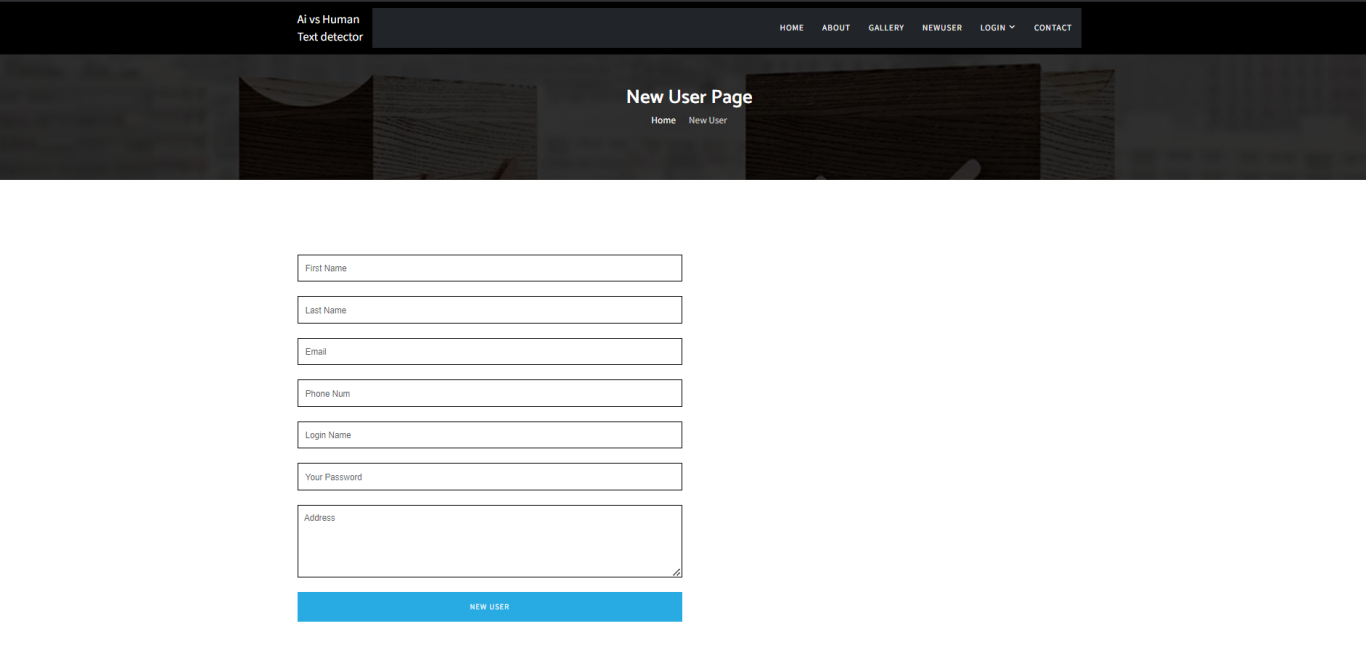 Ai vs Human
Text detector
HOME ABOUT GALLERY NEWUSER LOGIN CONTACT
New User Page
Home New User
First Name
Last Name
Email
Phone Num
Login Name
Your Password
Address
NEW USER